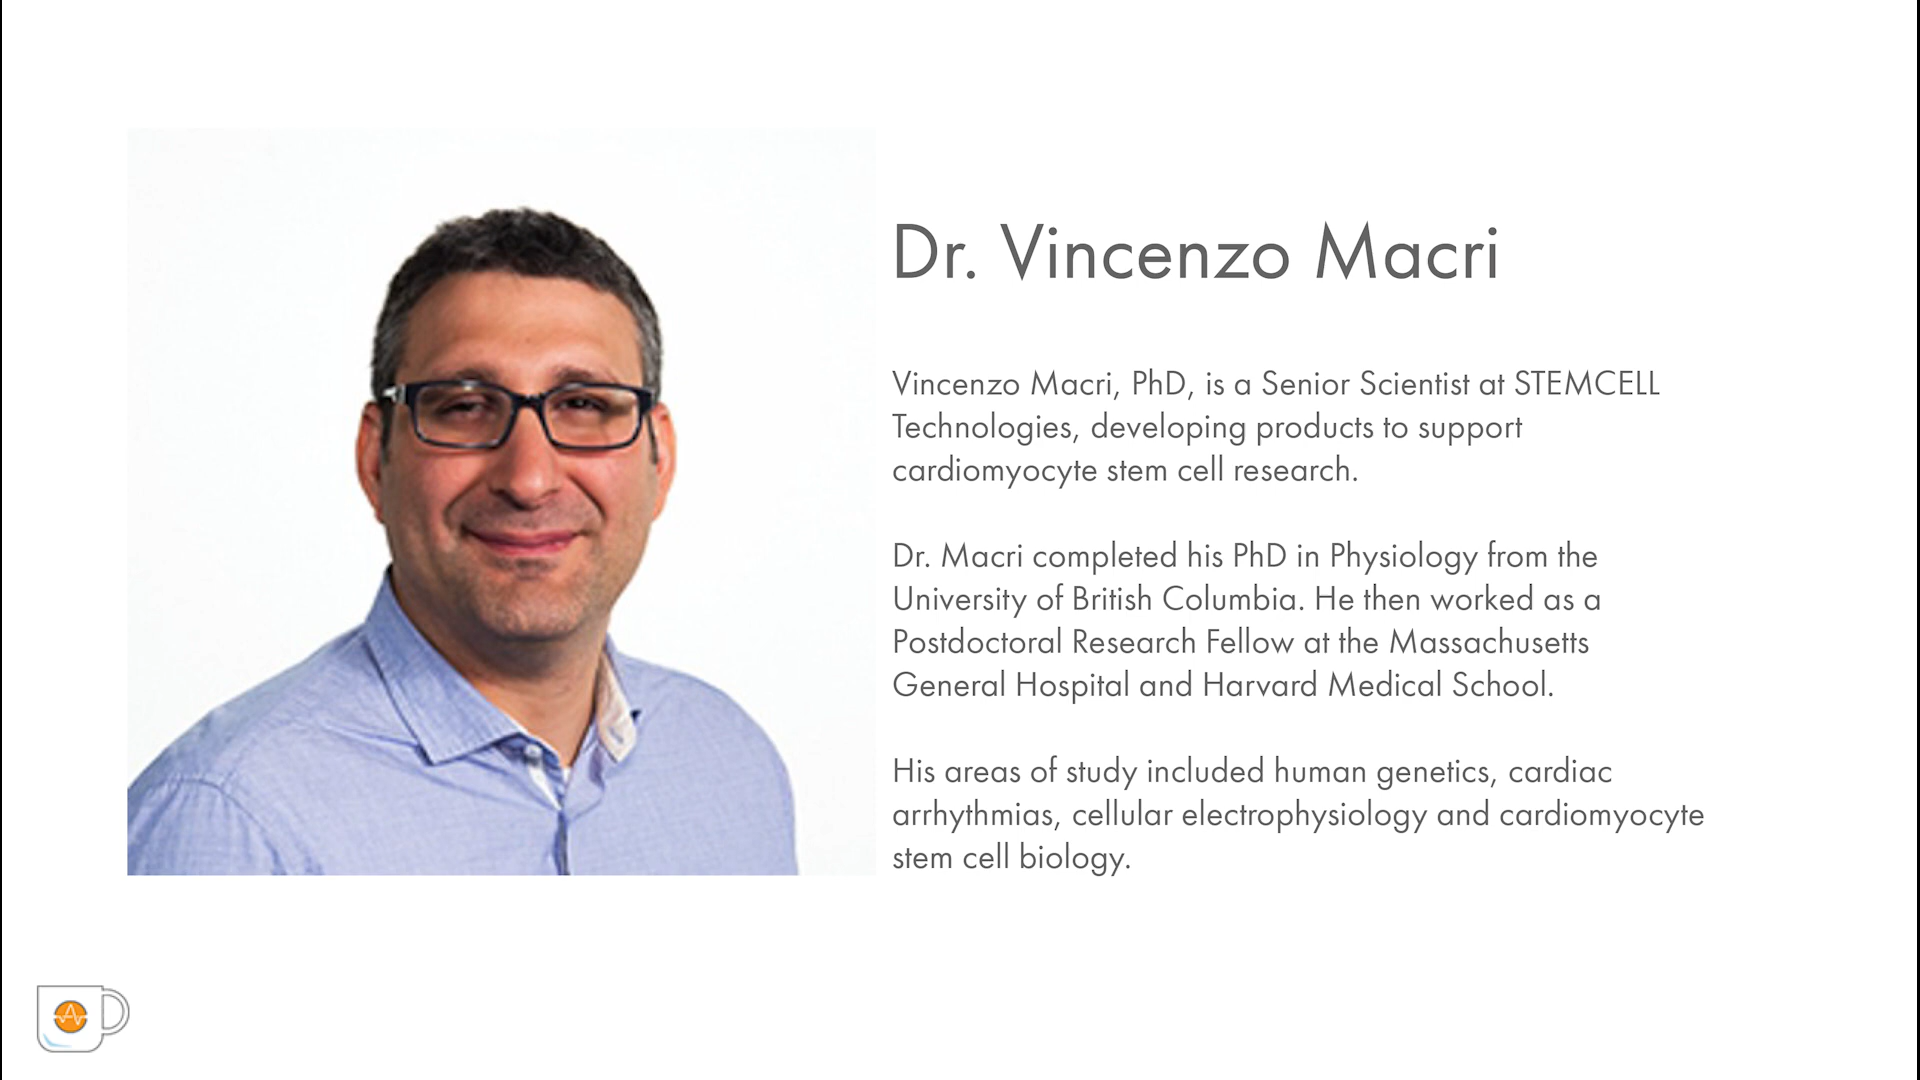 Dr. Vincenzo Macri
Vincenzo Macri, PhD, is a Senior Scientist at STEMCELL
Technologies, developing products to support
cardiomyocyte stem cell research.
Dr. Macri completed his PhD in Physiology from the
University of British Columbia. He then worked as a
Postdoctoral Research Fellow at the Massachusetts
General Hospital and Harvard Medical School.
His areas of study included human genetics, cardiac
arrhythmias, cellular electrophysiology and cardiomyocyte
stem cell biology.